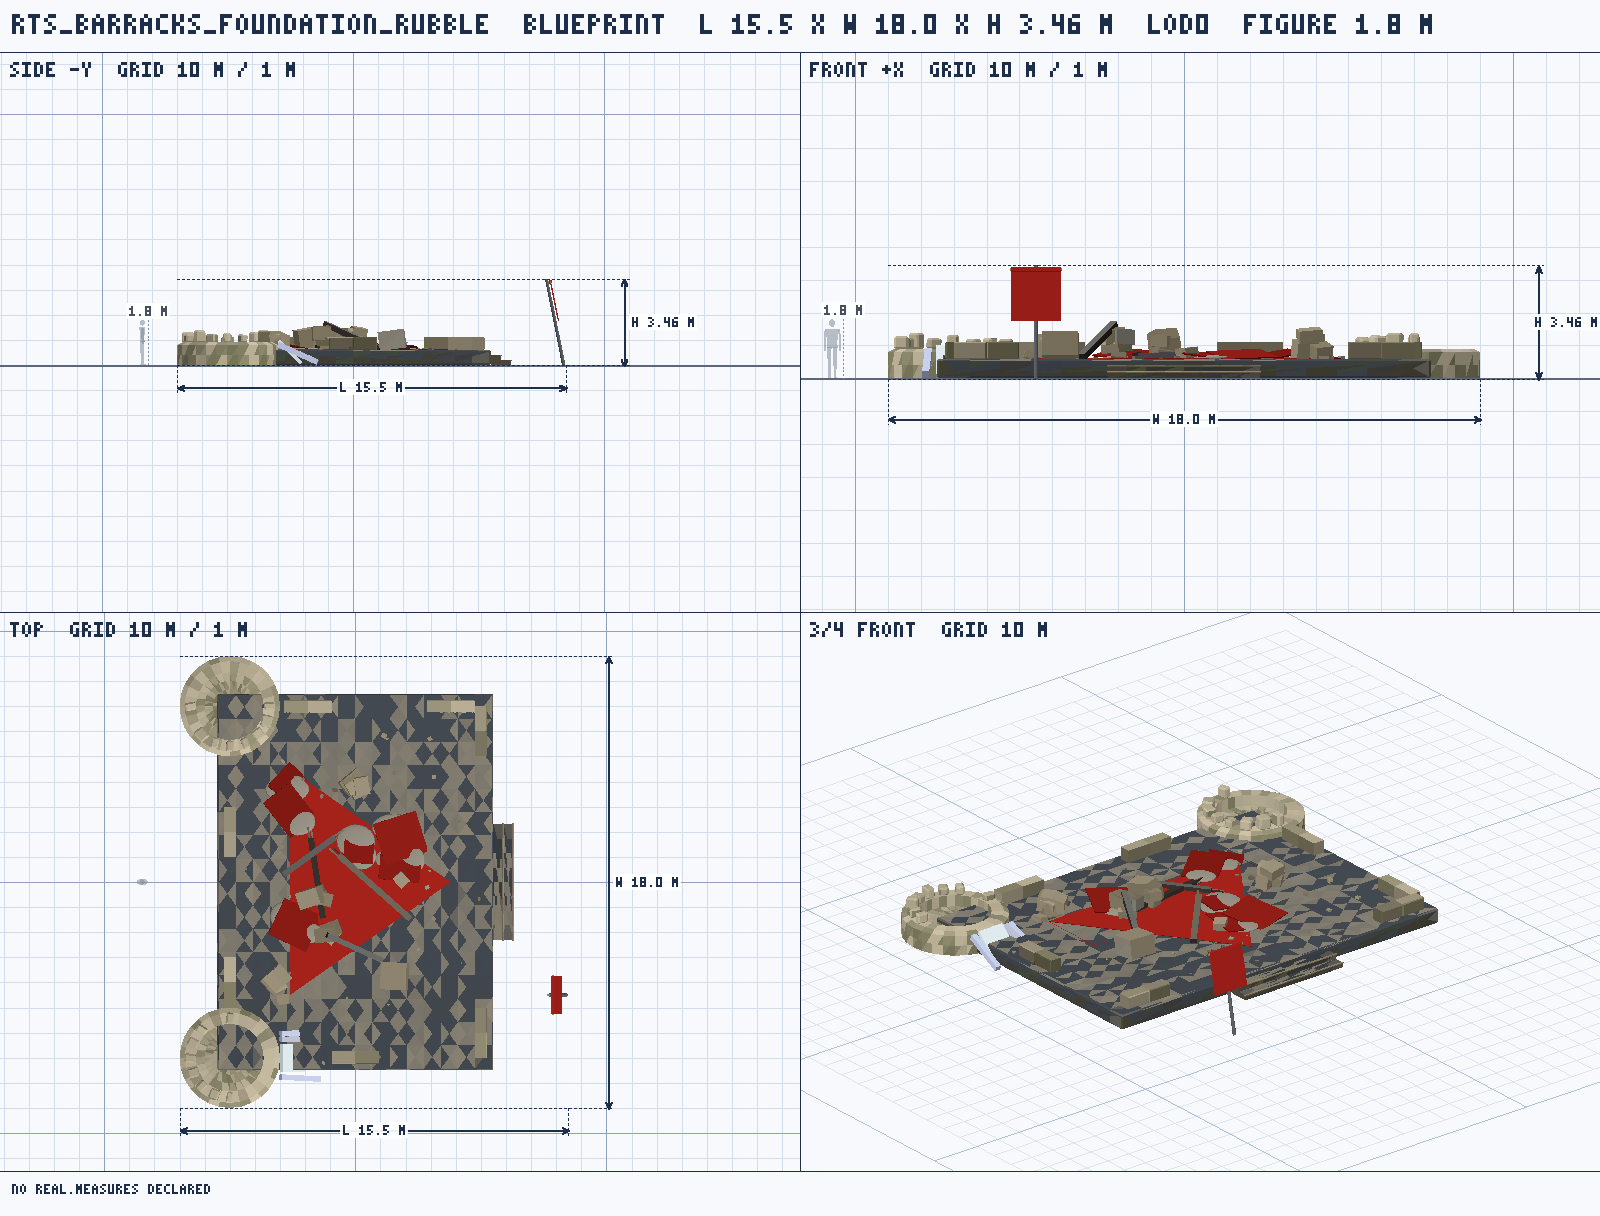 RTS_BARRACKS_FOUNDATION_RUBBLE BLUEPRINT L 15.5 X W 18.0 X H 3.46 M LOD0 FIGURE 1.8 M
SIDE -Y GRID 10 M / 1 M
1.8 M
H 3.46 M
L 15.5 M
FRONT +X GRID 10 M / 1 M
1.8 M
H 3.46 M
W 18.0 M
TOP GRID 10 M / 1 M
W 18.0 M
L 15.5 M
3/4 FRONT GRID 10 M
NO REAL.MEASURES DECLARED